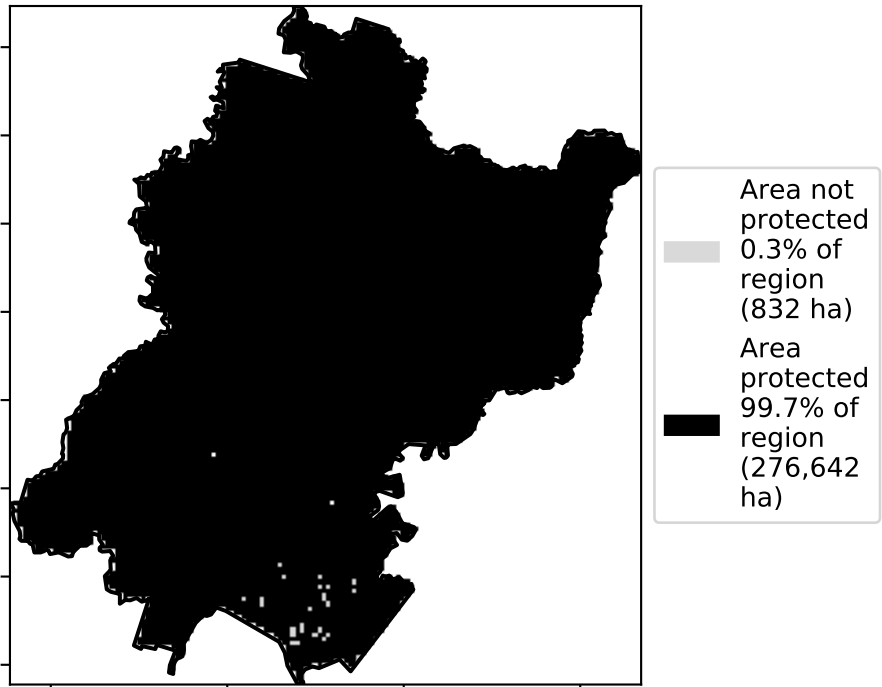 Area not
protected
0.3% of
region
(832 ha)
Area
protected
99.7% of
region
(276,642
ha)